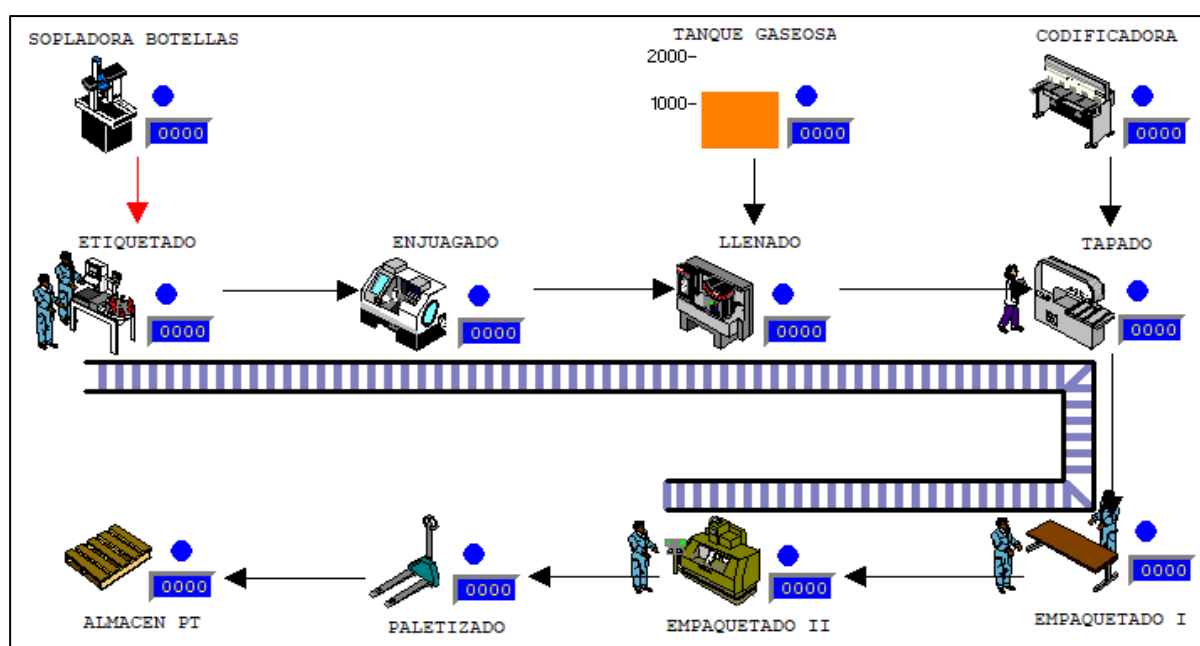 SOPLADORA BOTELLAS
TANQUE GASEOSA
CODIFICADORA
2000-
1000-
0000
0000
0000
ETIQUETADO
ENJUAGADO
LLENADO
TAPADO
0000
0000
0000
0000
0000
0000
0000
0000
ALMACEN PT
PALETIZADO
EMPAQUETADO II
EMPAQUETADO I